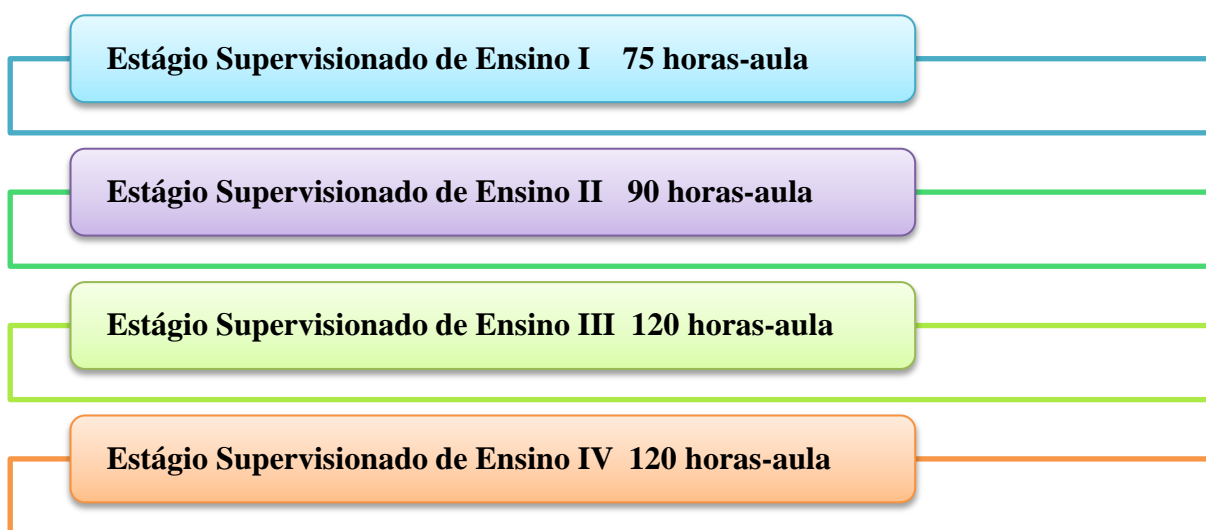 Estágio Supervisionado de Ensino I 75 horas-aula
Estágio Supervisionado de Ensino II 90 horas-aula
Estágio Supervisionado de Ensino III 120 horas-aula
Estágio Supervisionado de Ensino IV 120 horas-aula